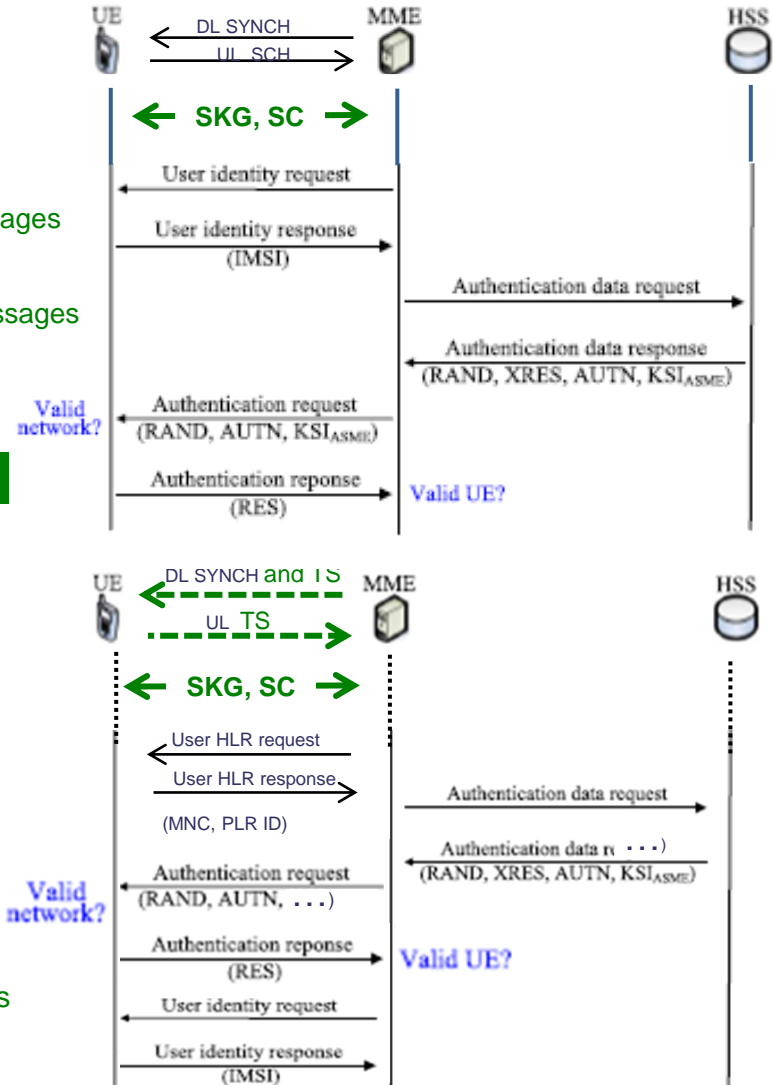 UE
DL SYNCH
MME
HSS
UL SCH
SKG, SC
User identity request
ages
User identity response
(IMSI)
Authentication data request
ssages
Authentication data response
(RAND, XRES, AUTN, KSI_ASME)
Valid
network?
Authentication request
(RAND, AUTN, KSI_ASME)
Authentication reponse
(RES)
Valid UE?
UE
DL SYNCH and TS
MME
HSS
UL TS
SKG, SC
User HLR request
User HLR response
(MNC, PLR ID)
Authentication data request
Authentication data re ...)
(RAND, XRES, AUTN, KSI_ASME)
Valid
network?
Authentication request
(RAND, AUTN, ...)
Authentication reponse
(RES)
Valid UE?
s
User identity request
User identity response
(IMSI)